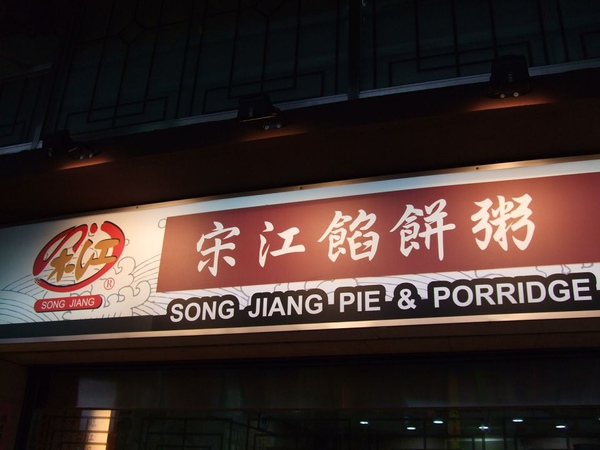 宋江
®
SONG JIANG
宋江餡餅粥
SONG JIANG PIE & PORRIDGE